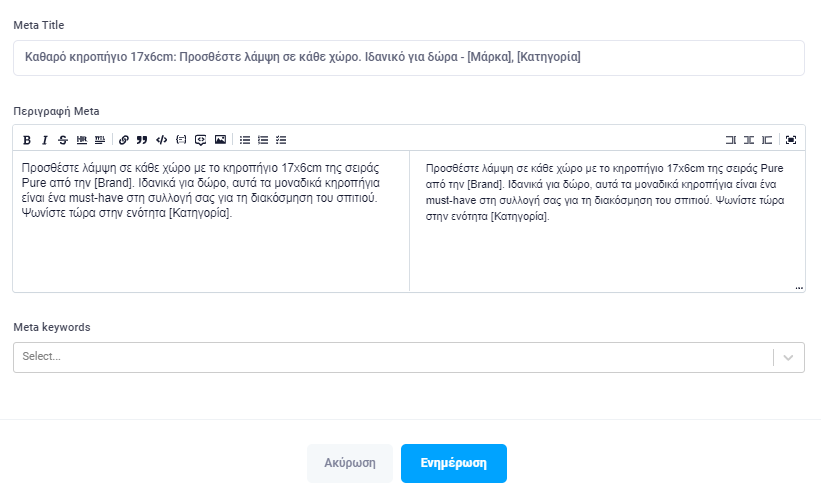 Meta Title
Καθαρό κηροπήγιο 17x6cm: Προσθέστε λάμψη σε κάθε χώρο. Ιδανικό για δώρα - [Μάρκα], [Κατηγορία]
Περιγραφή Meta
Προσθέστε λάμψη σε κάθε χώρο με το κηροπήγιο 17x6cm της σειράς
Pure από την [Brand]. Ιδανικά για δώρο, αυτά τα μοναδικά κηροπήγια
είναι ένα must-have στη συλλογή σας για τη διακόσμηση του σπιτιού.
Ψωνίστε τώρα στην ενότητα [Κατηγορία].
Προσθέστε λάμψη σε κάθε χώρο με το κηροπήγιο 17x6cm της σειράς Pure
από την [Brand]. Ιδανικά για δώρο, αυτά τα μοναδικά κηροπήγια είναι ένα
must-have στη συλλογή σας για τη διακόσμηση του σπιτιού. Ψωνίστε τώρα
στην ενότητα [Κατηγορία].
Meta keywords
Select...
Ακύρωση
Ενημέρωση